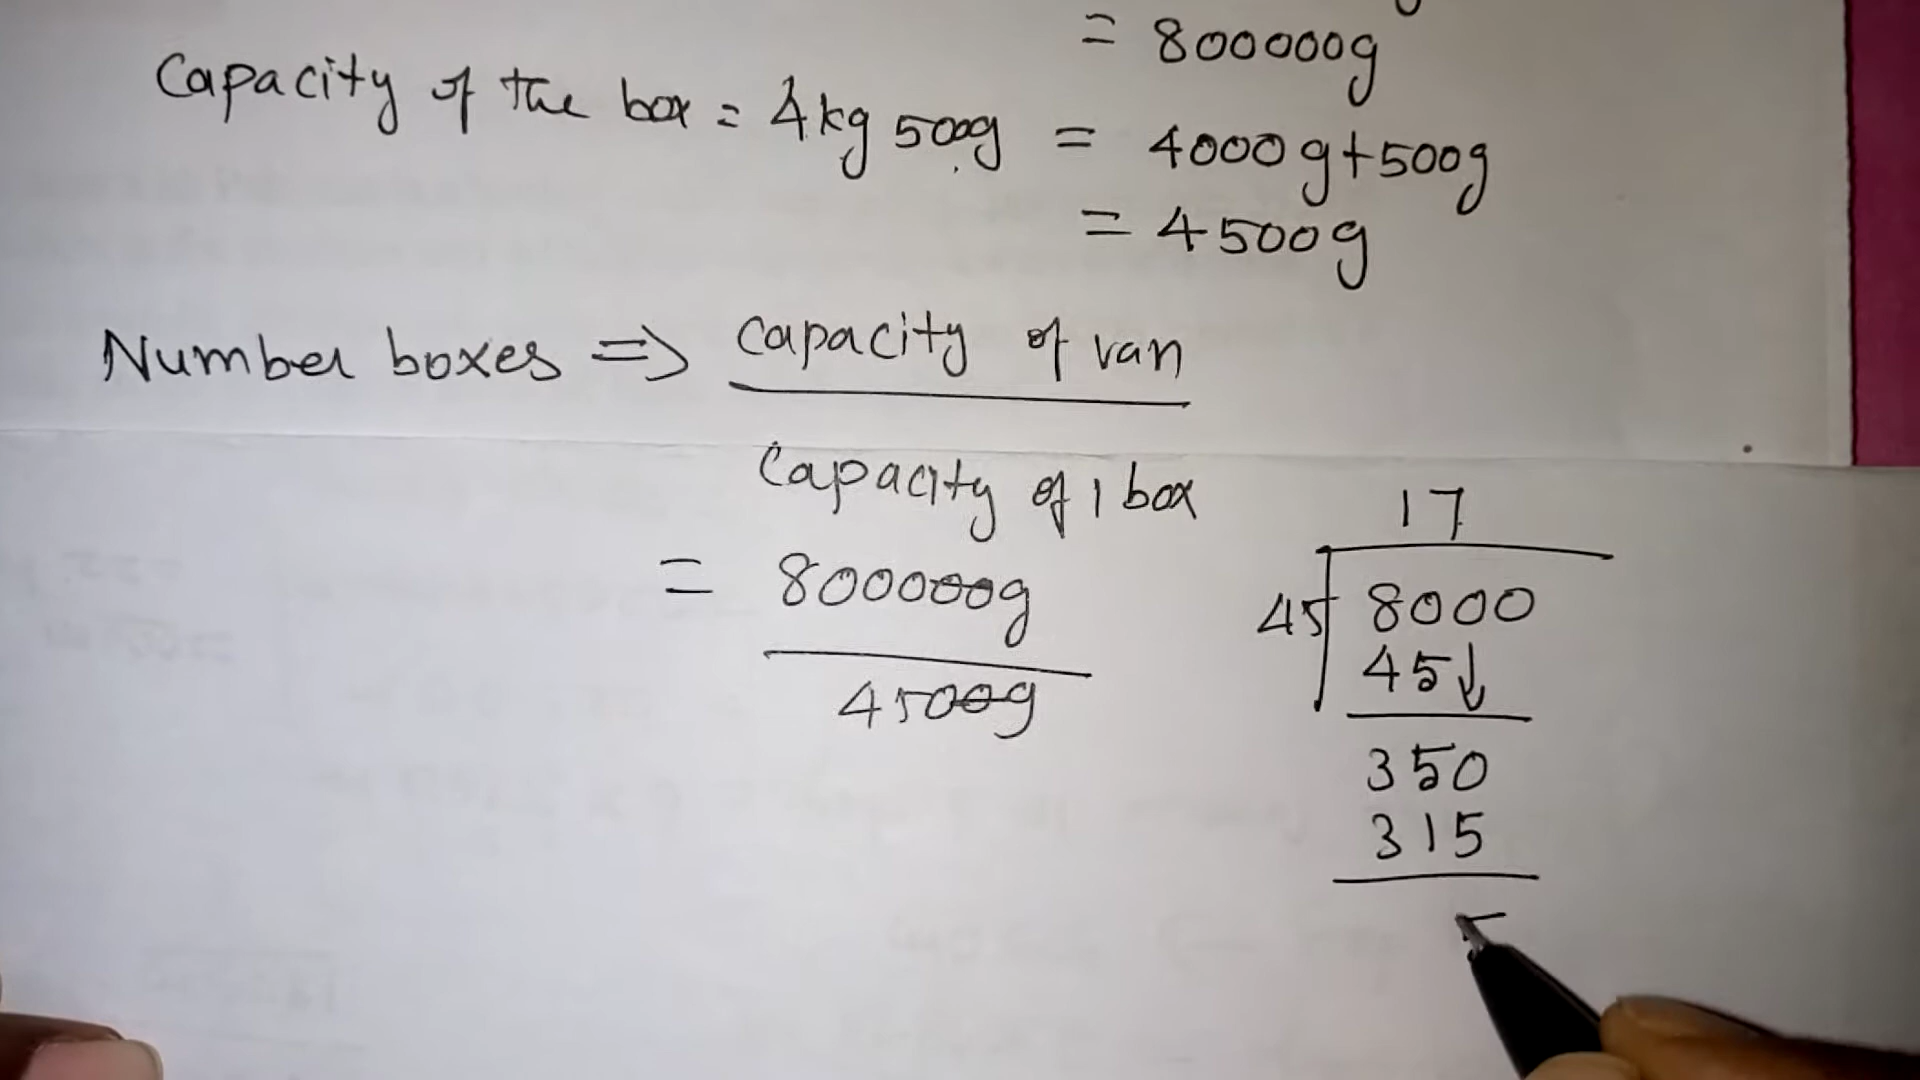 = 800000g
Capacity of the box = 4kg 500g = 4000g+500g
= 4500g
Number boxes => capacity of van
capacity of 1 box
= 800000g
4500g
17
45 8000
45↓
350
315
5